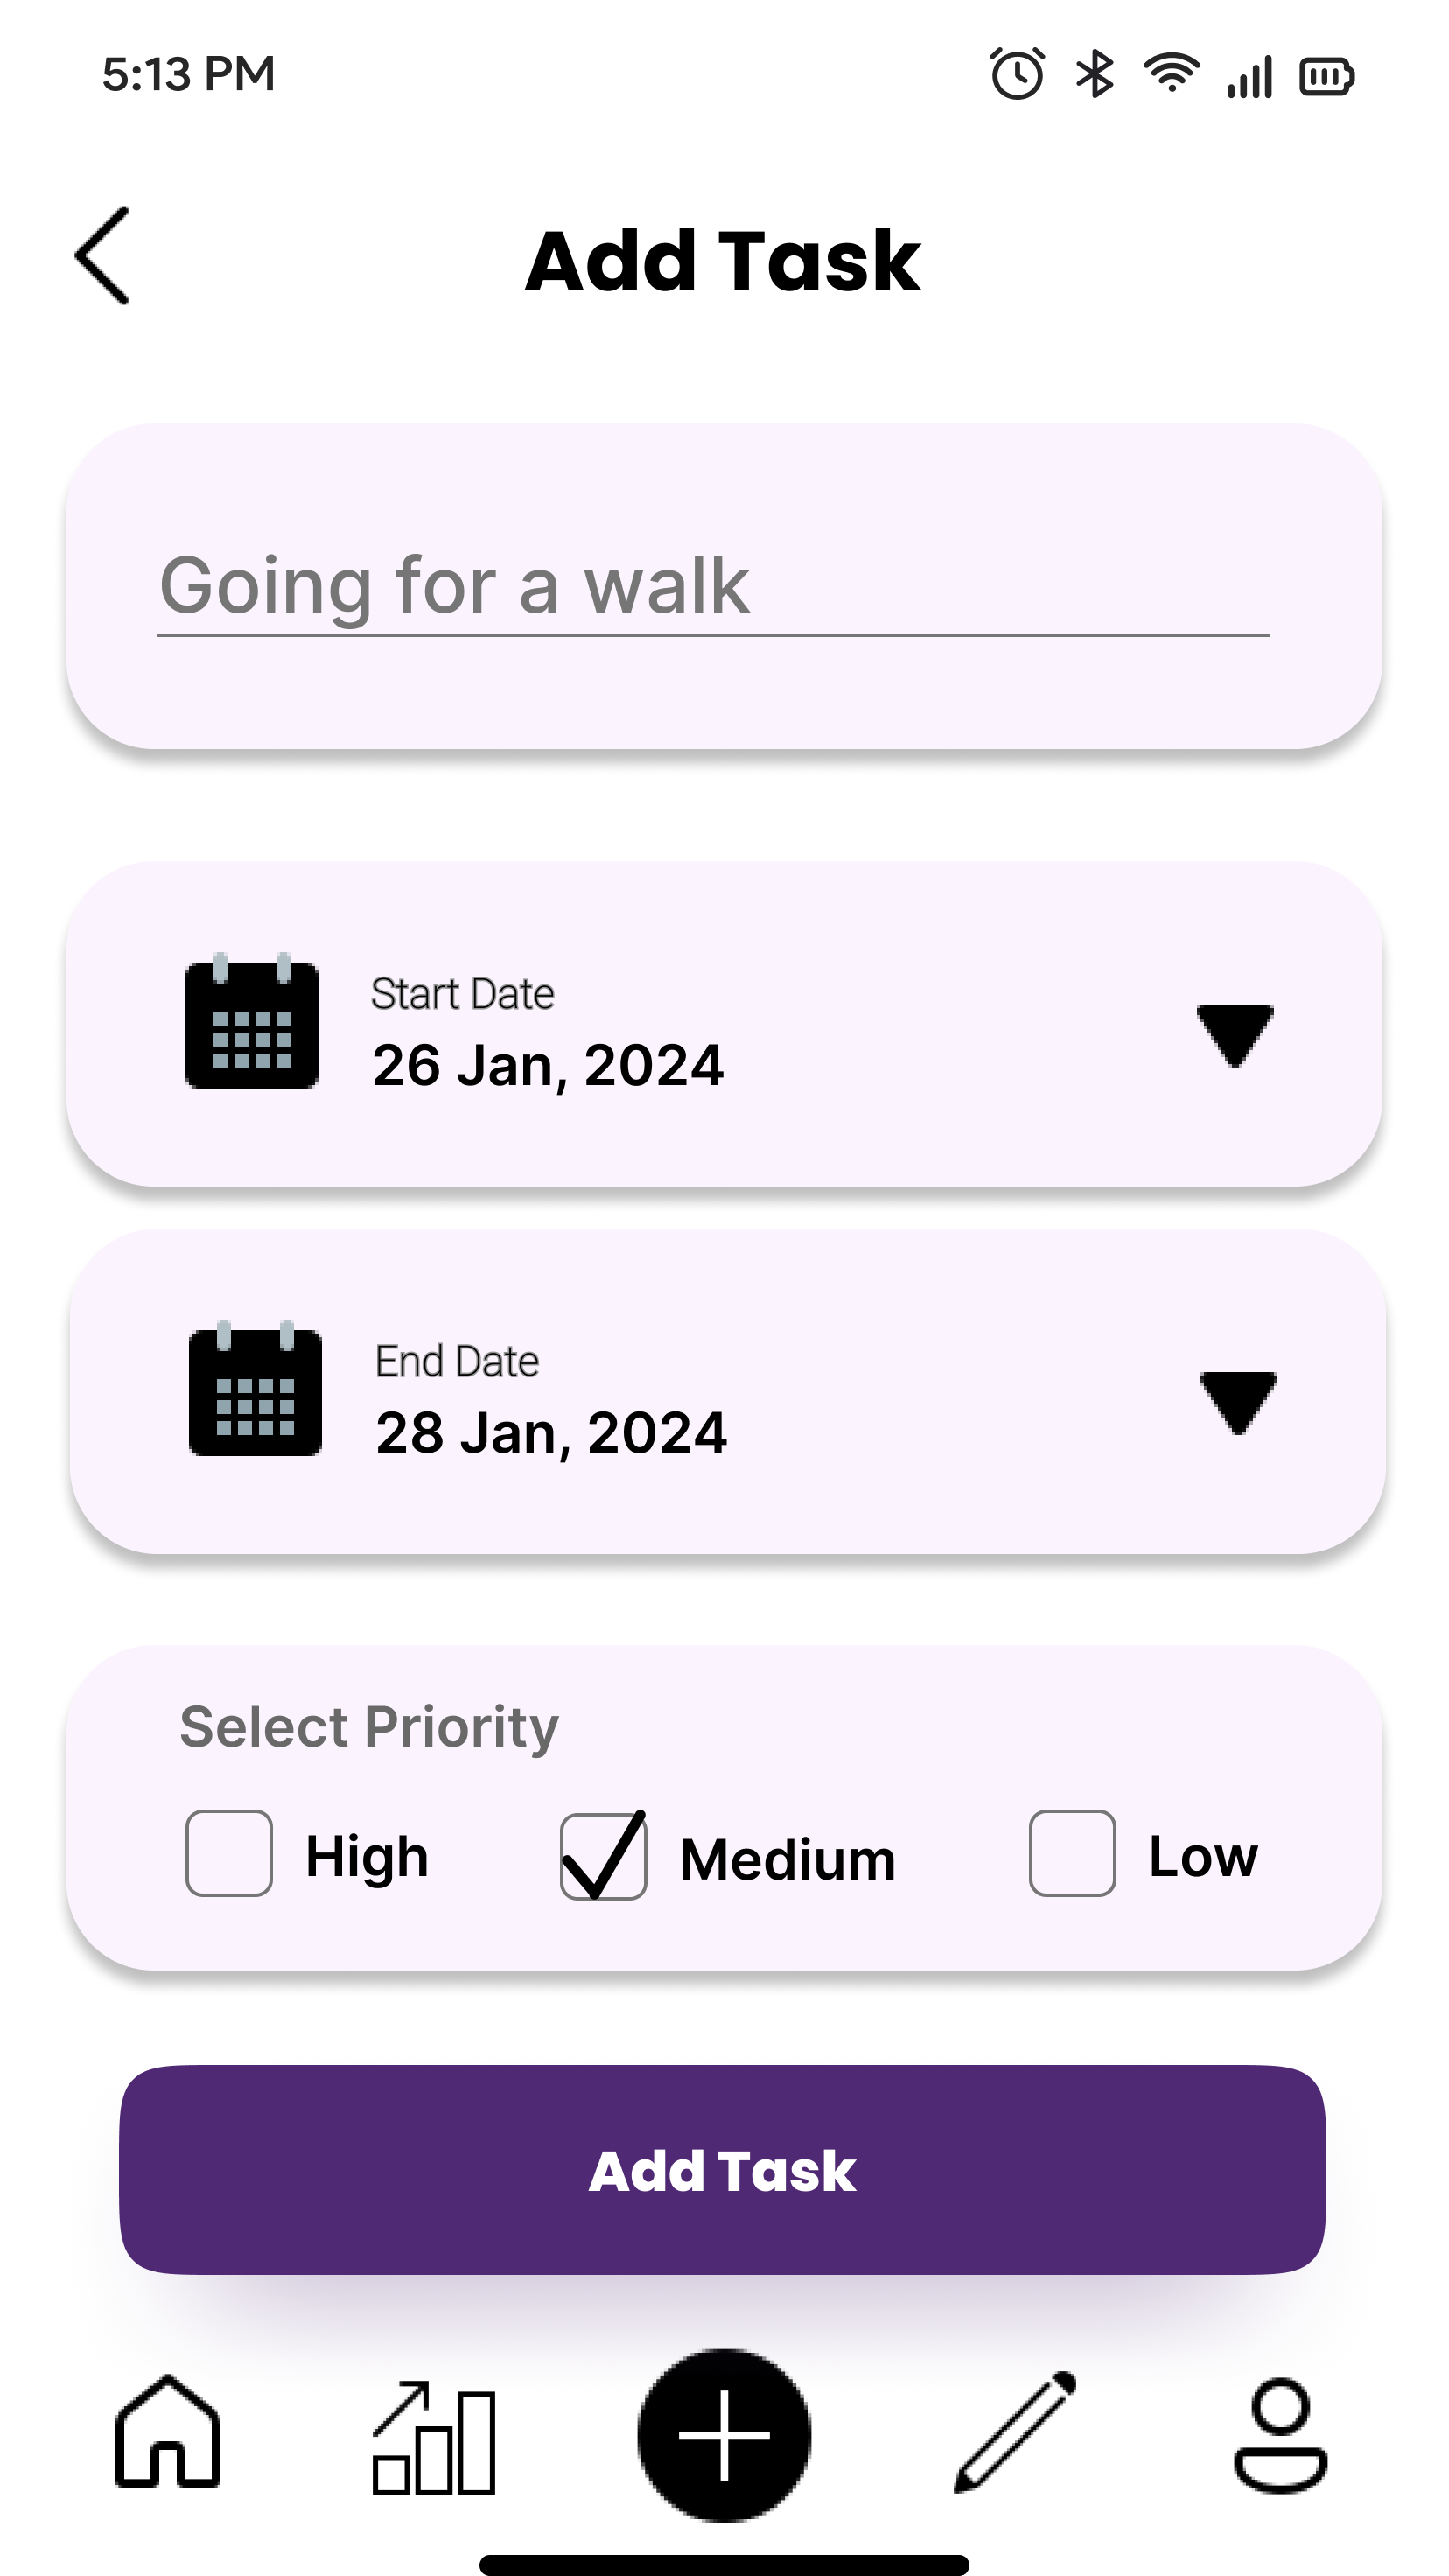 5:13 PM
Add Task
Going for a walk
Start Date
26 Jan, 2024
End Date
28 Jan, 2024
Select Priority
High Medium Low
Add Task